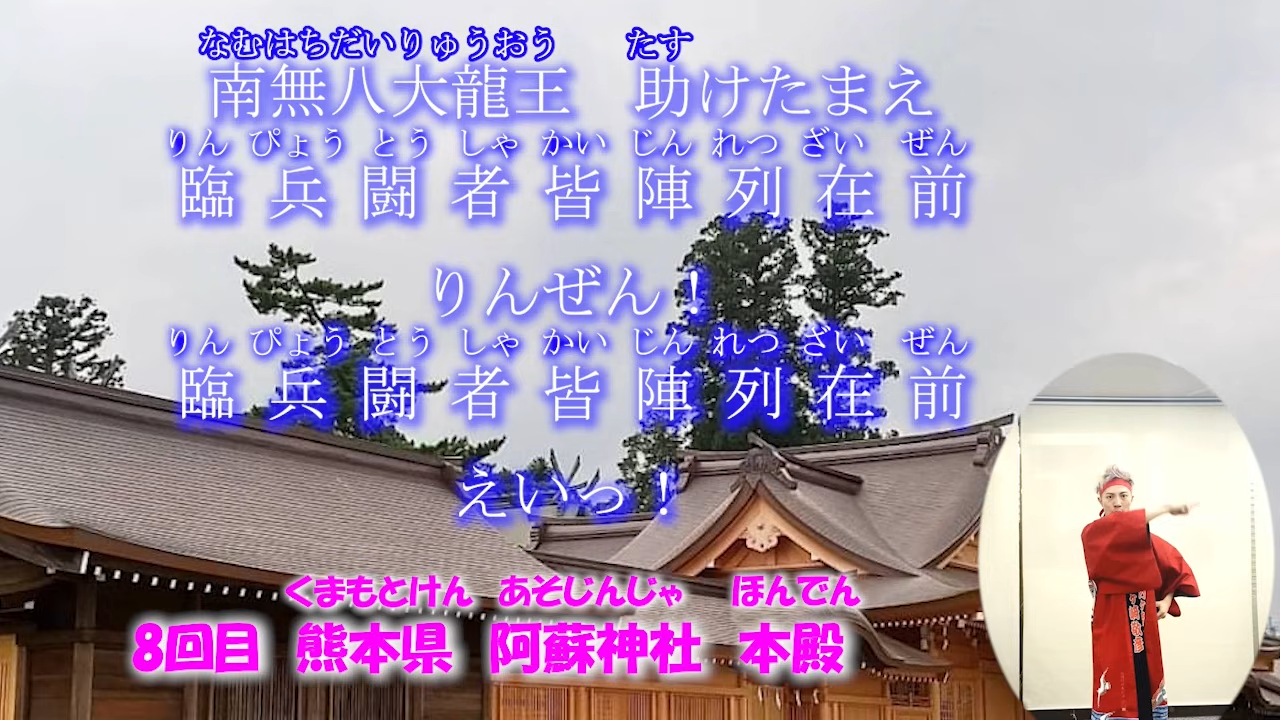 なむはちだいりゅうおう　たす
南無八大龍王　助けたまえ
りん ぴょう とう しゃ かい じん れつ ざい ぜん
臨 兵 闘 者 皆 陣 列 在 前
りんぜん！
りん ぴょう とう しゃ かい じん れつ ざい ぜん
臨 兵 闘 者 皆 陣 列 在 前
えいっ！
くまもとけん　あそじんじゃ　ほんでん
8回目　熊本県　阿蘇神社　本殿